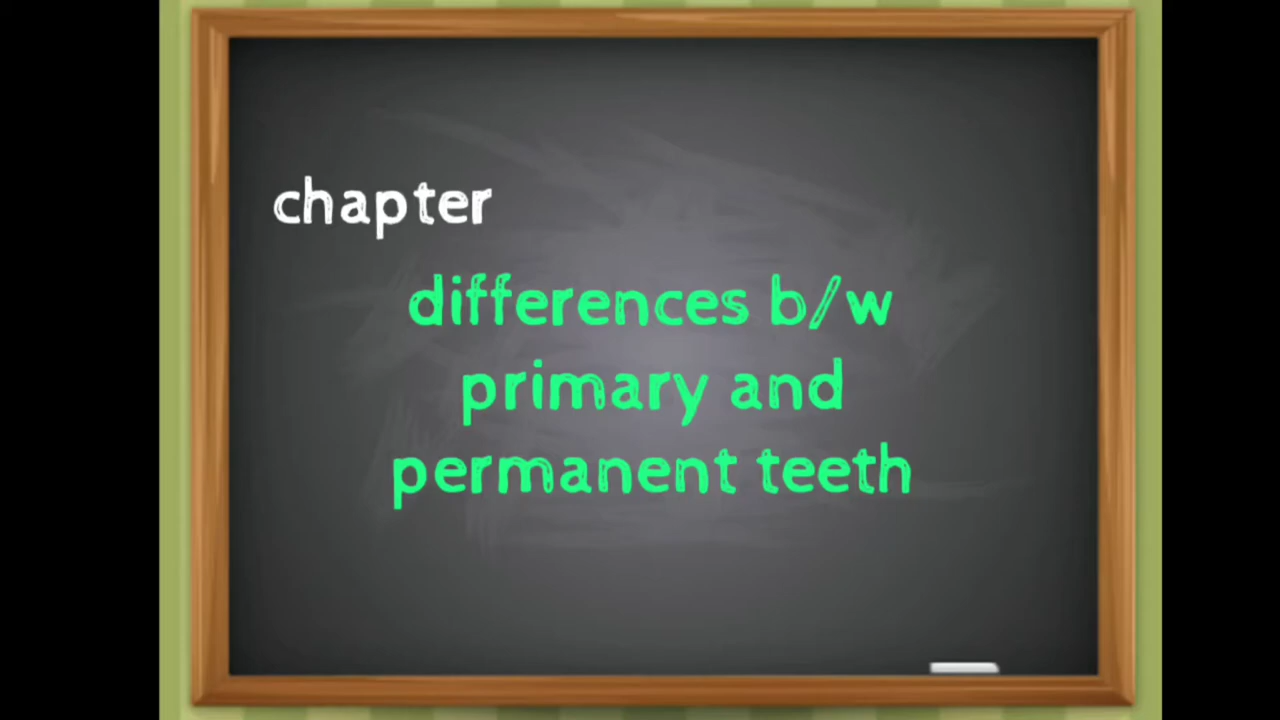 chapter
differences b/w
primary and
permanent teeth